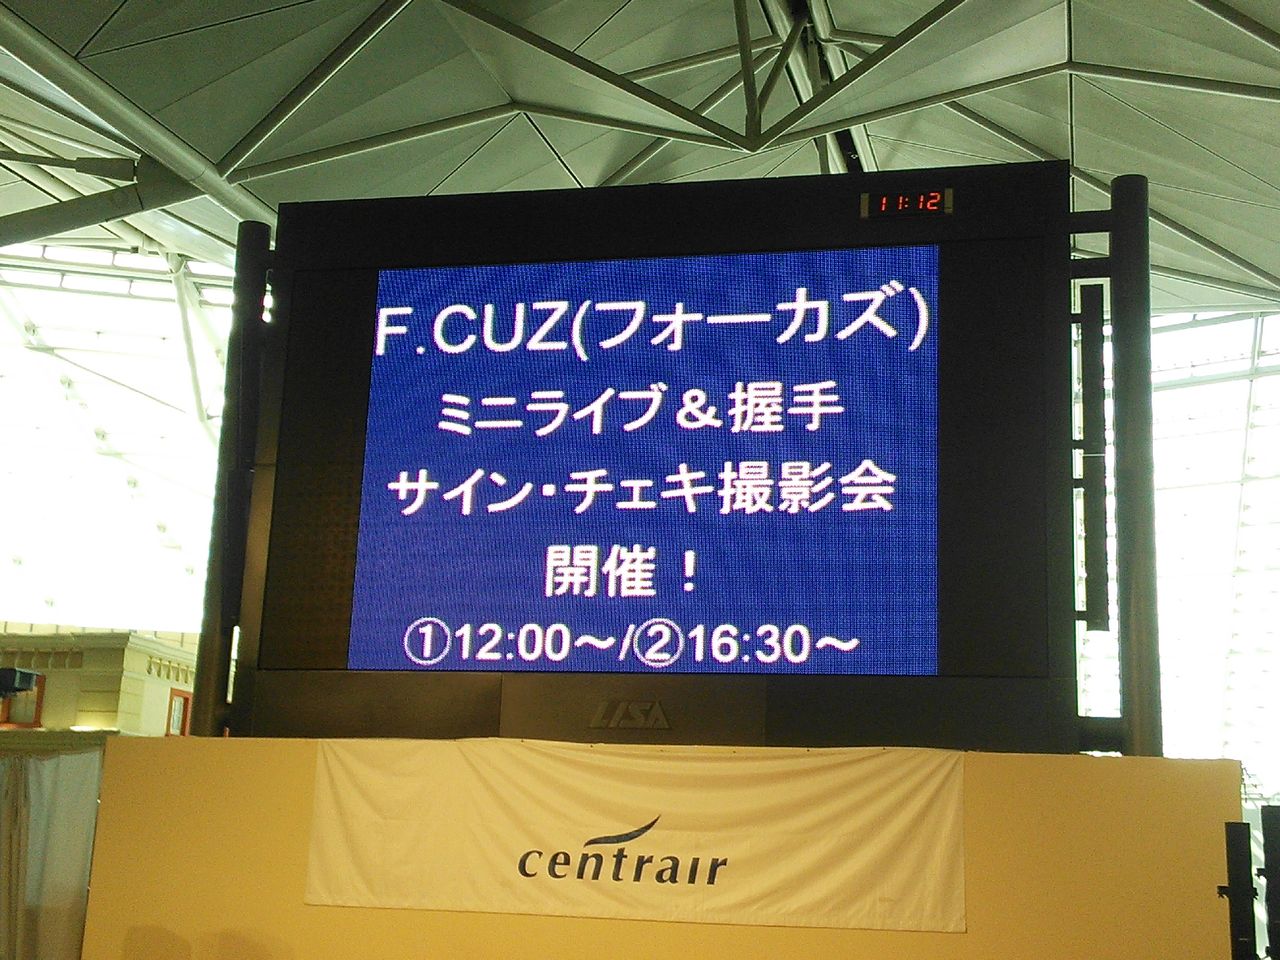 11:12
F.CUZ(フォーカズ)
ミニライブ＆握手
サイン・チェキ撮影会
開催！
①12:00～/②16:30～
LISA
centrair